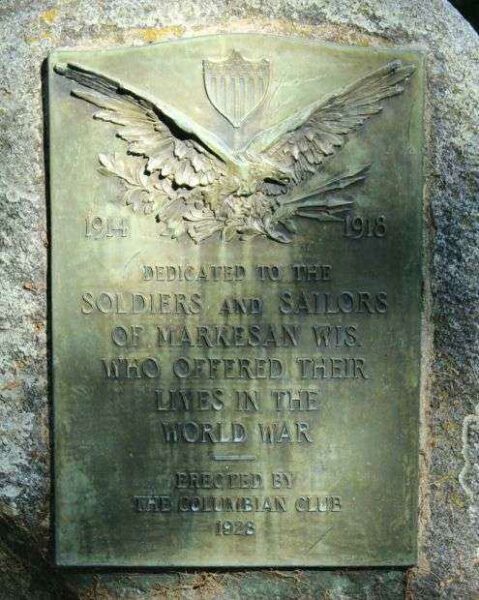 1914 1918
DEDICATED TO THE
SOLDIERS AND SAILORS
OF MARKESAN WIS.
WHO OFFERED THEIR
LIVES IN THE
WORLD WAR
ERECTED BY
THE COLUMBIAN CLUB
1928